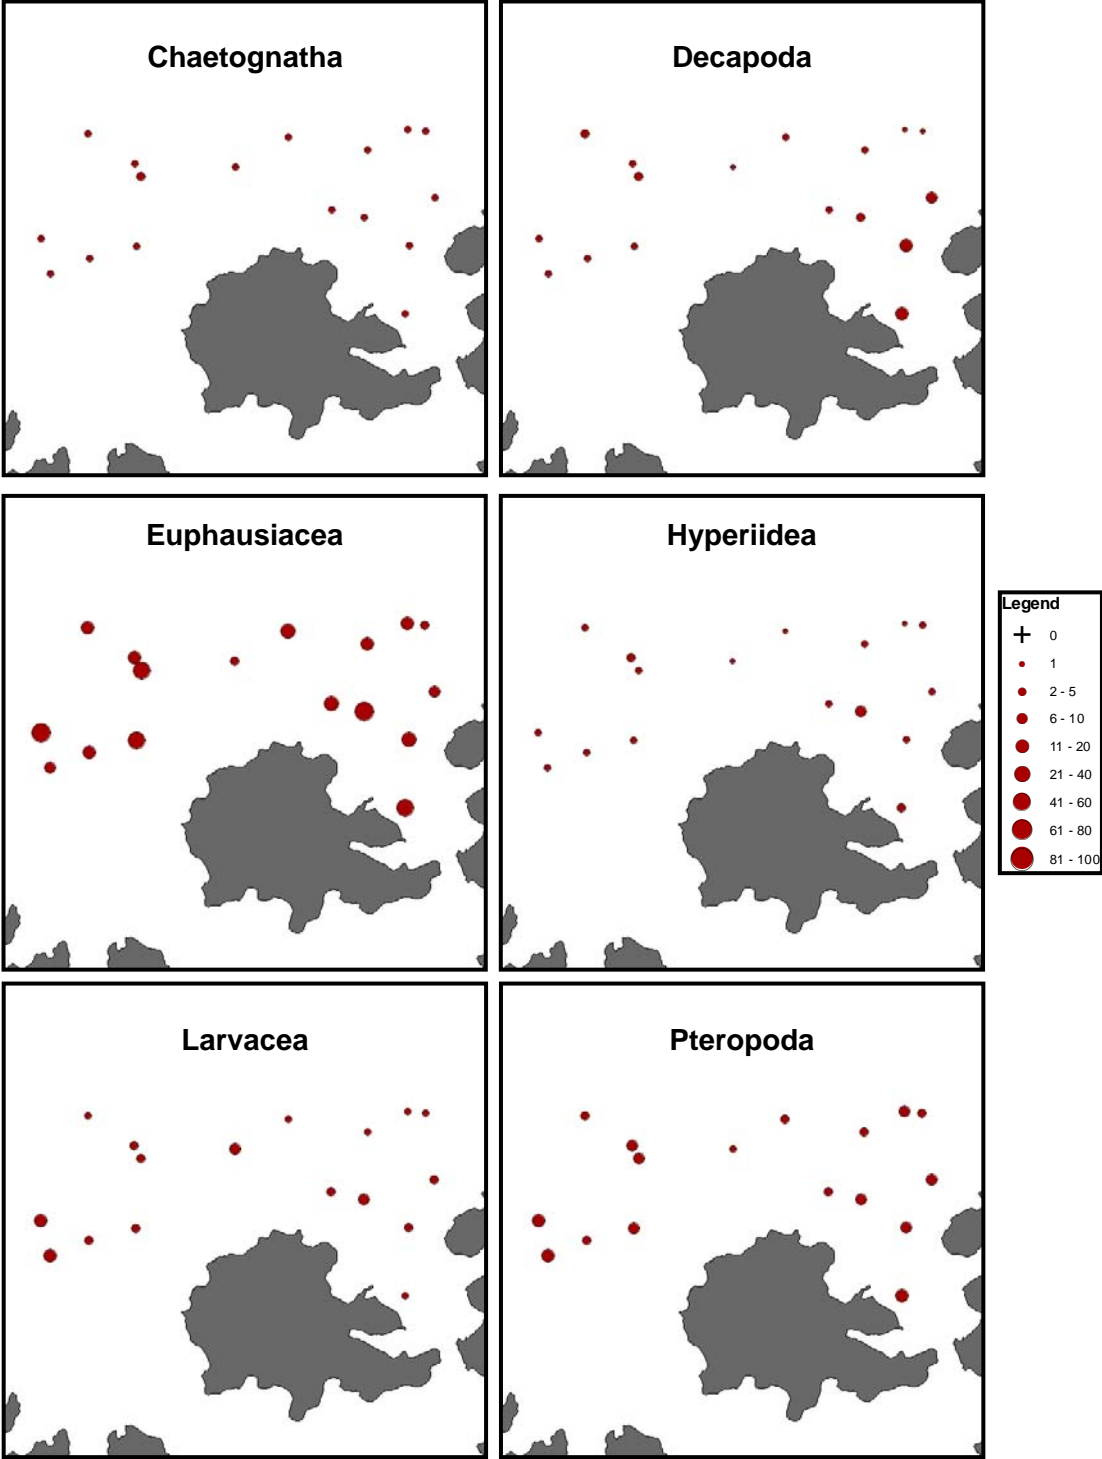 Chaetognatha
Decapoda
Euphausiacea
Hyperiidea
Legend
0
1
2 - 5
6 - 10
11 - 20
21 - 40
41 - 60
61 - 80
81 - 100
Larvacea
Pteropoda